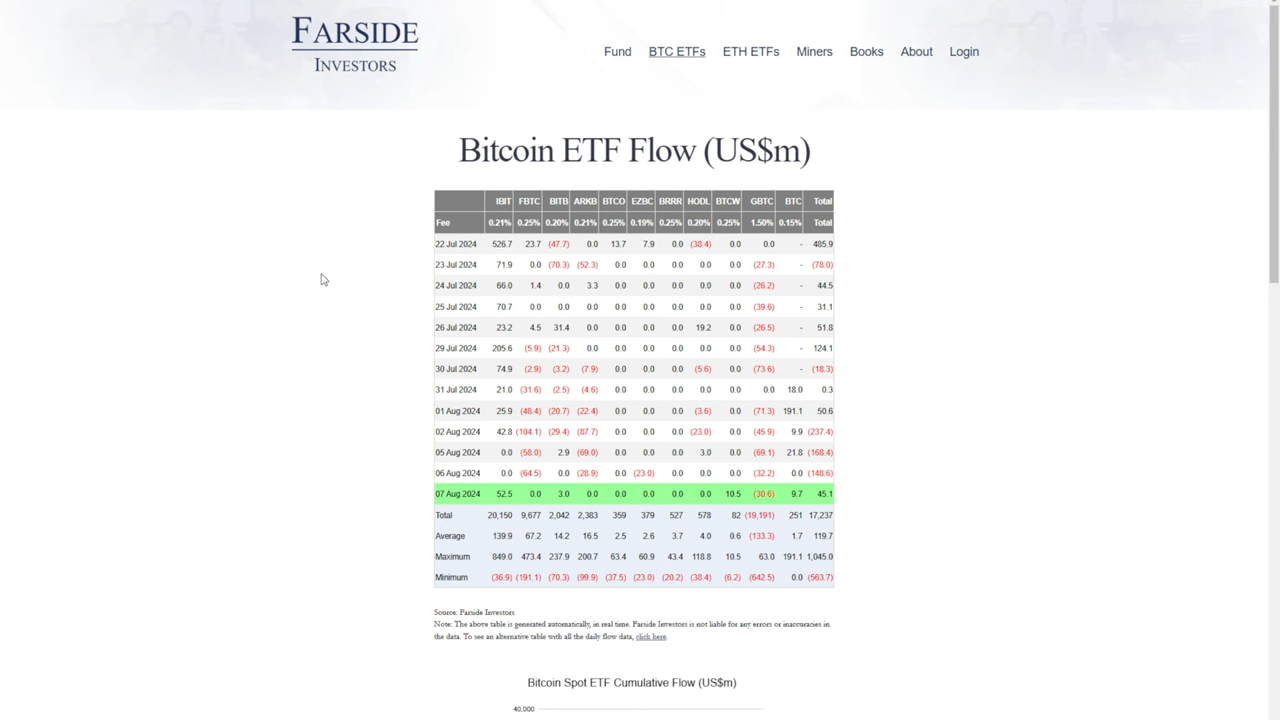 FARSIDE
INVESTORS
Fund BTC ETFs ETH ETFs Miners Books About Login
Bitcoin ETF Flow (US$m)
IBIT FBTC BITB ARKB BTCO EZBC BRRR HODL BTCW GBTC BTC Total
Fee 0.21% 0.25% 0.20% 0.21% 0.25% 0.19% 0.25% 0.20% 0.25% 1.50% 0.15% Total
22 Jul 2024 526.7 23.7 (47.7) 0.0 13.7 7.9 0.0 (38.4) 0.0 0.0 - 485.9
23 Jul 2024 71.9 0.0 (70.3) (52.3) 0.0 0.0 0.0 0.0 0.0 (27.3) - (78.0)
24 Jul 2024 66.0 1.4 0.0 3.3 0.0 0.0 0.0 0.0 0.0 (26.2) - 44.5
25 Jul 2024 70.7 0.0 0.0 0.0 0.0 0.0 0.0 0.0 0.0 (39.6) - 31.1
26 Jul 2024 23.2 4.5 31.4 0.0 0.0 0.0 0.0 19.2 0.0 (26.5) - 51.8
29 Jul 2024 205.6 (5.9) (21.3) 0.0 0.0 0.0 0.0 0.0 0.0 (54.3) - 124.1
30 Jul 2024 74.9 (2.9) (3.2) (7.9) 0.0 0.0 0.0 (5.6) 0.0 (73.6) - (18.3)
31 Jul 2024 21.0 (31.6) (2.5) (4.6) 0.0 0.0 0.0 0.0 0.0 0.0 18.0 0.3
01 Aug 2024 25.9 (48.4) (20.7) (22.4) 0.0 0.0 0.0 (3.6) 0.0 (71.3) 191.1 50.6
02 Aug 2024 42.8 (104.1) (29.4) (87.7) 0.0 0.0 0.0 (23.0) 0.0 (45.9) 9.9 (237.4)
05 Aug 2024 0.0 (58.0) 2.9 (69.0) 0.0 0.0 0.0 3.0 0.0 (69.1) 21.8 (168.4)
06 Aug 2024 0.0 (64.5) 0.0 (28.9) 0.0 (23.0) 0.0 0.0 0.0 (32.2) 0.0 (148.6)
07 Aug 2024 52.5 0.0 3.0 0.0 0.0 0.0 0.0 0.0 10.5 (30.6) 9.7 45.1
Total 20,150 9,677 2,042 2,383 359 379 527 578 82 (19,191) 251 17,237
Average 139.9 67.2 14.2 16.5 2.5 2.6 3.7 4.0 0.6 (133.3) 1.7 119.7
Maximum 849.0 473.4 237.9 200.7 63.4 60.9 43.4 118.8 10.5 63.0 191.1 1,045.0
Minimum (36.9) (191.1) (70.3) (99.9) (37.5) (23.0) (20.2) (38.4) (6.2) (642.5) 0.0 (563.7)
Source: Farside Investors
Note: The above table is generated automatically, in real time. Farside Investors is not liable for any errors or inaccuracies in
the data. To see an alternative table with all the daily flow data, click here.
Bitcoin Spot ETF Cumulative Flow (US$m)
40,000